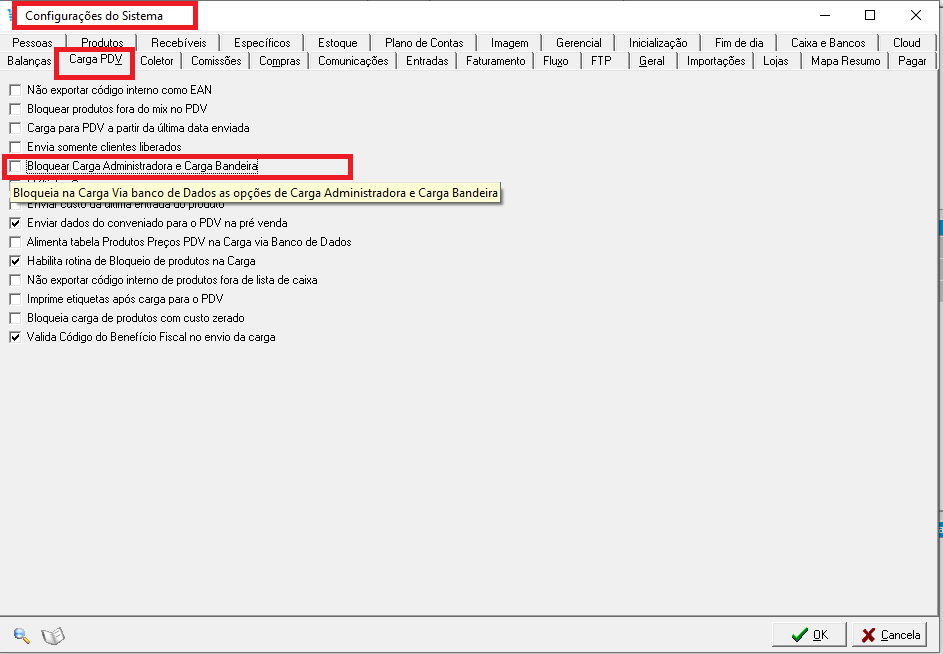 Configurações do Sistema
Pessoas Produtos Recebíveis Específicos Estoque Plano de Contas Imagem Gerencial Inicialização Fim de dia Caixa e Bancos Cloud
Balanças Carga PDV Coletor Comissões Compras Comunicações Entradas Faturamento Fluxo FTP Geral Importações Lojas Mapa Resumo Pagar
Não exportar código interno como EAN
Bloquear produtos fora do mix no PDV
Carga para PDV a partir da última data enviada
Envia somente clientes liberados
Bloquear Carga Administradora e Carga Bandeira
Bloqueia na Carga Via banco de Dados as opções de Carga Administradora e Carga Bandeira
Enviar custo da última entrada do produto
Enviar dados do conveniado para o PDV na pré venda
Alimenta tabela Produtos Preços PDV na Carga via Banco de Dados
Habilita rotina de Bloqueio de produtos na Carga
Não exportar código interno de produtos fora de lista de caixa
Imprime etiquetas após carga para o PDV
Bloqueia carga de produtos com custo zerado
Valida Código do Benefício Fiscal no envio da carga
OK Cancela